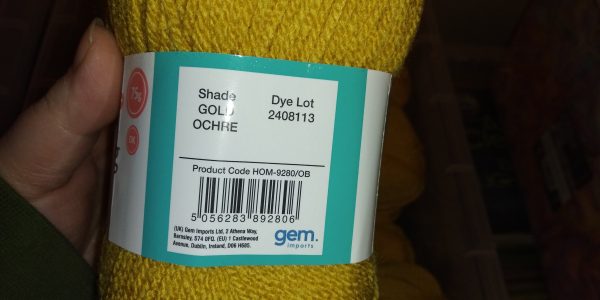 Shade
GOLD
OCHRE
Dye Lot
2408113
Product Code HOM-9280/OB
5 056283 892806
(UK) Gem Imports Ltd, 2 Athena Way,
Barnsley, S74 0FQ. (EU) 1 Castlewood
Avenue, Dublin, Ireland, D06 H685.
gem.
imports
DK